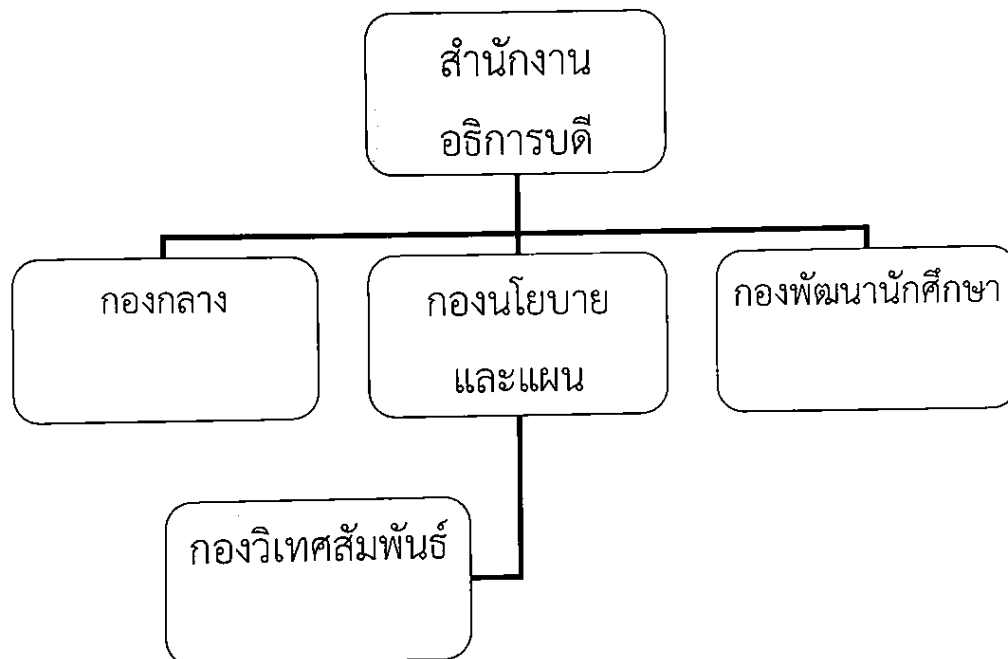 สำนักงาน
อธิการบดี
กองกลาง
กองนโยบาย
และแผน
กองพัฒนานักศึกษา
กองวิเทศสัมพันธ์